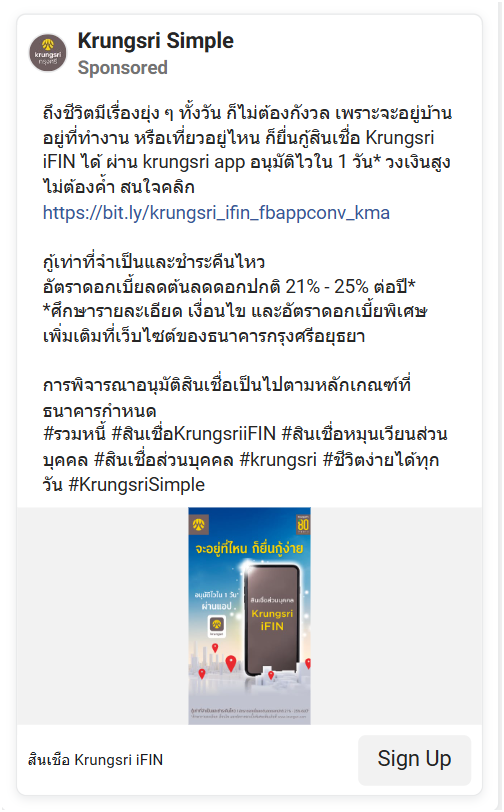 krungsri
กรุงศรี
Krungsri Simple
Sponsored
ถึงชีวิตมีเรื่องยุ่ง ๆ ทั้งวัน ก็ไม่ต้องกังวล เพราะจะอยู่บ้าน
อยู่ที่ทำงาน หรือเที่ยวอยู่ไหน ก็ยื่นกู้สินเชื่อ Krungsri
iFIN ได้ ผ่าน krungsri app อนุมัติไวใน 1 วัน* วงเงินสูง
ไม่ต้องค้ำ สนใจคลิก
https://bit.ly/krungsri_ifin_fbappconv_kma
กู้เท่าที่จำเป็นและชำระคืนไหว
อัตราดอกเบี้ยลดต้นลดดอกปกติ 21% - 25% ต่อปี*
*ศึกษารายละเอียด เงื่อนไข และอัตราดอกเบี้ยพิเศษ
เพิ่มเติมที่เว็บไซต์ของธนาคารกรุงศรีอยุธยา
การพิจารณาอนุมัติสินเชื่อเป็นไปตามหลักเกณฑ์ที่
ธนาคารกำหนด
#รวมหนี้ #สินเชื่อKrungsriiFIN #สินเชื่อหมุนเวียนส่วน
บุคคล #สินเชื่อส่วนบุคคล #krungsri #ชีวิตง่ายได้ทุก
วัน #KrungsriSimple
80
จะอยู่ที่ไหน ก็ยื่นกู้ง่าย
อนุมัติไวใน 1 วัน*
ผ่านแอป
krungsri
สินเชื่อส่วนบุคคล
Krungsri
iFIN
สินเชื่อ Krungsri iFIN
Sign Up